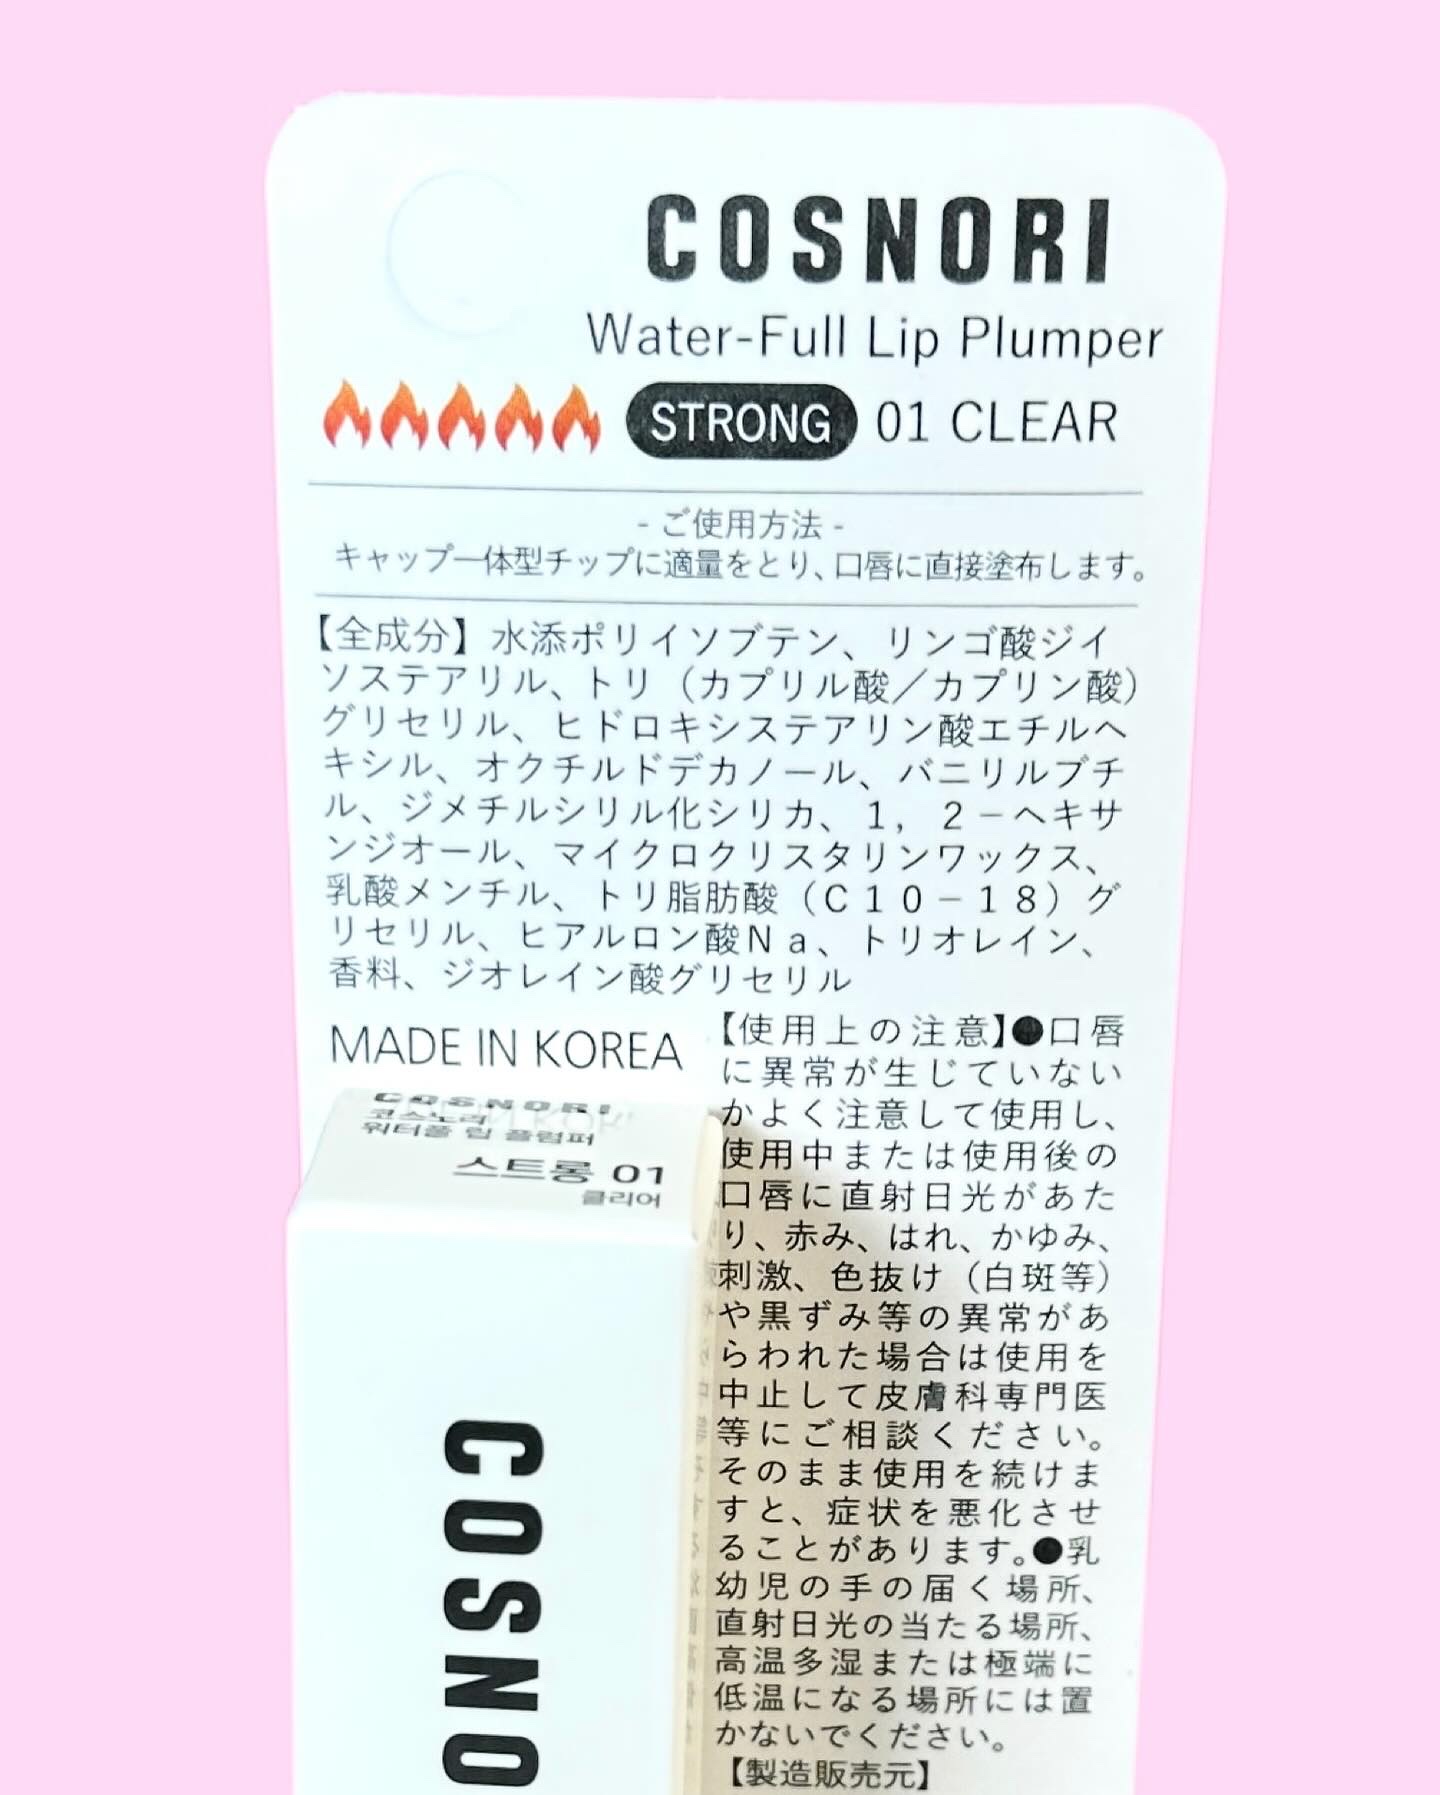 COSNORI
Water-Full Lip Plumper
STRONG 01 CLEAR
- ご使用方法 -
キャップ一体型チップに適量をとり、口唇に直接塗布します。
【全成分】水添ポリイソブテン、リンゴ酸ジイ
ソステアリル、トリ（カプリル酸／カプリン酸）
グリセリル、ヒドロキシステアリン酸エチルヘ
キシル、オクチルドデカノール、バニリルブチ
ル、ジメチルシリル化シリカ、１，２－ヘキサ
ンジオール、マイクロクリスタリンワックス、
乳酸メンチル、トリ脂肪酸（Ｃ１０－１８）グ
リセリル、ヒアルロン酸Ｎａ、トリオレイン、
香料、ジオレイン酸グリセリル
MADE IN KOREA
【使用上の注意】●口唇
に異常が生じていない
かよく注意して使用し、
使用中または使用後の
口唇に直射日光があた
り、赤み、はれ、かゆみ、
刺激、色抜け（白斑等）
や黒ずみ等の異常があ
らわれた場合は使用を
中止して皮膚科専門医
等にご相談ください。
そのまま使用を続けま
すと、症状を悪化させ
ることがあります。●乳
幼児の手の届く場所、
直射日光の当たる場所、
高温多湿または極端に
低温になる場所には置
かないでください。
【製造販売元】
COSNORI
코스노리
워터풀 립 플럼퍼
스트롱 01
클리어
COSNO